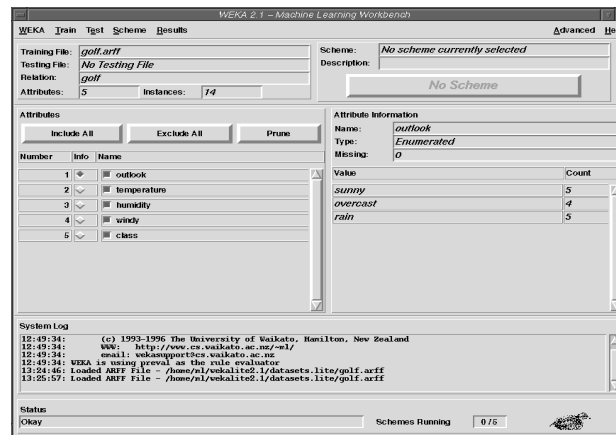 WEKA 2.1 – Machine Learning Workbench
WEKA Train Test Scheme Results Advanced He
Training File: golf.arff
Testing File: No Testing File
Relation: golf
Attributes: 5 Instances: 14
Scheme: No scheme currently selected
Description:
No Scheme
Attributes
Include All Exclude All Prune
Number Info Name
1 outlook
2 temperature
3 humidity
4 windy
5 class
Attribute Information
Name: outlook
Type: Enumerated
Missing: 0
Value Count
sunny 5
overcast 4
rain 5
System Log
12:49:34: (c) 1993-1996 The University of Waikato, Hamilton, New Zealand
12:49:34: WWW: http://www.cs.waikato.ac.nz/~ml/
12:49:34: email: wekasupport@cs.waikato.ac.nz
12:49:34: WEKA is using preval as the rule evaluator
13:24:46: Loaded ARFF File - /home/ml/wekalite2.1/datasets.lite/golf.arff
13:25:57: Loaded ARFF File - /home/ml/wekalite2.1/datasets.lite/golf.arff
Status
Okay
Schemes Running 0/5